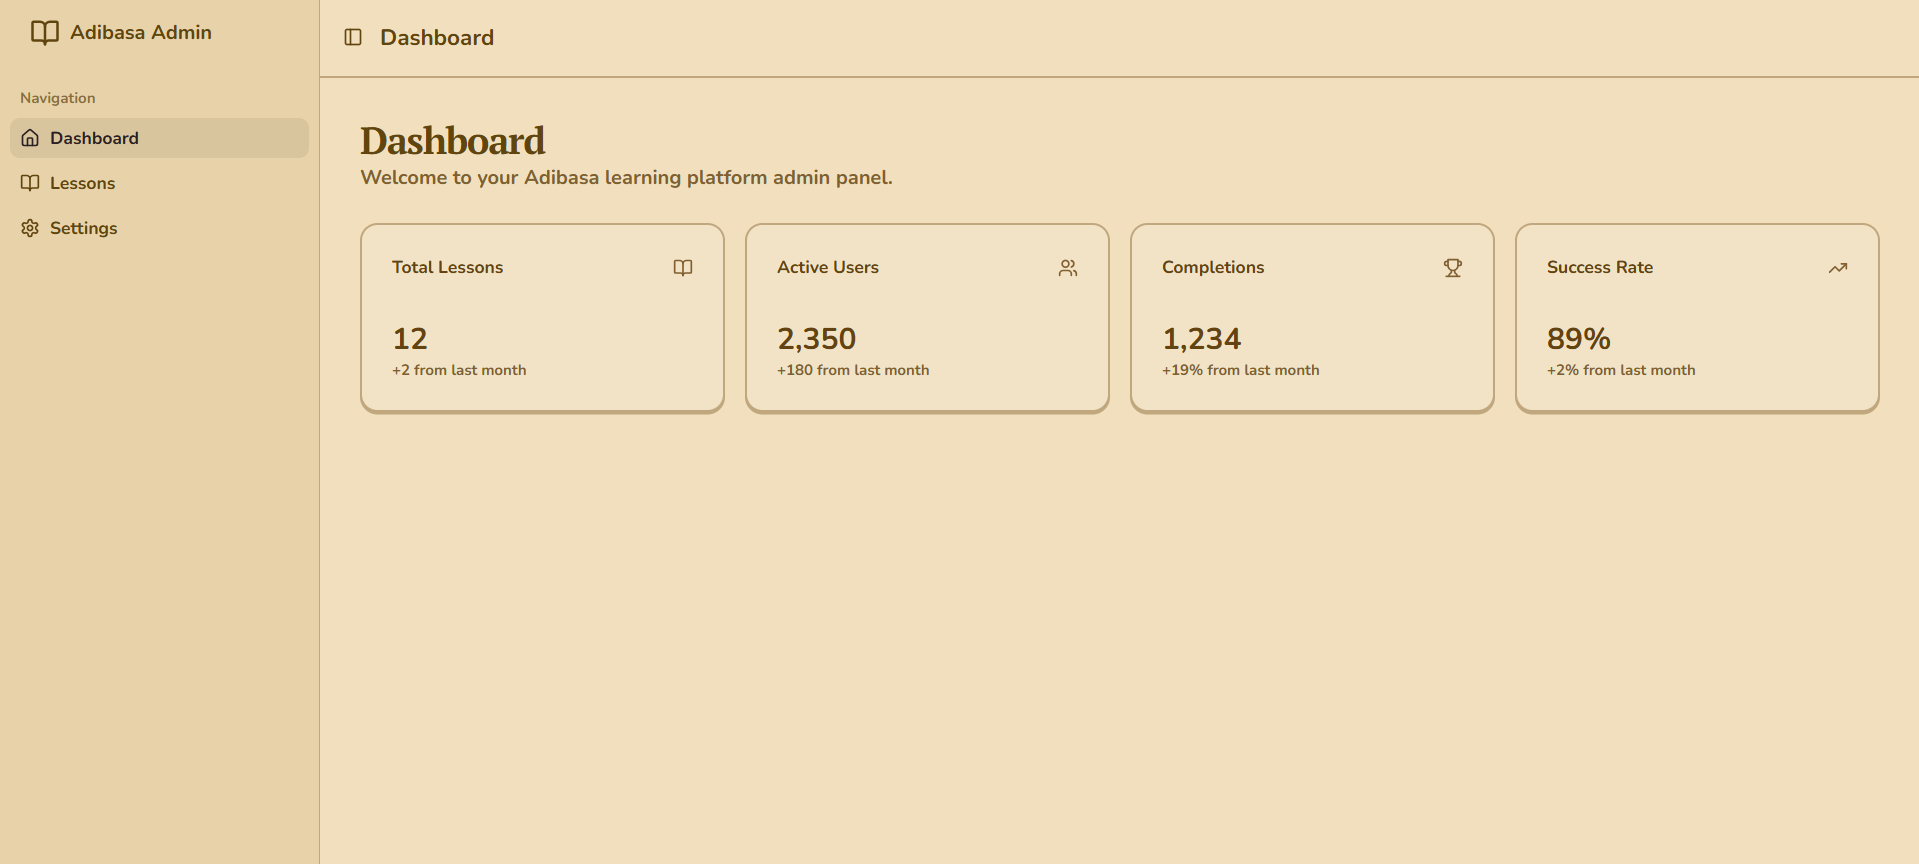 Adibasa Admin
Navigation
Dashboard
Lessons
Settings
Dashboard
Dashboard
Welcome to your Adibasa learning platform admin panel.
Total Lessons
12
+2 from last month
Active Users
2,350
+180 from last month
Completions
1,234
+19% from last month
Success Rate
89%
+2% from last month